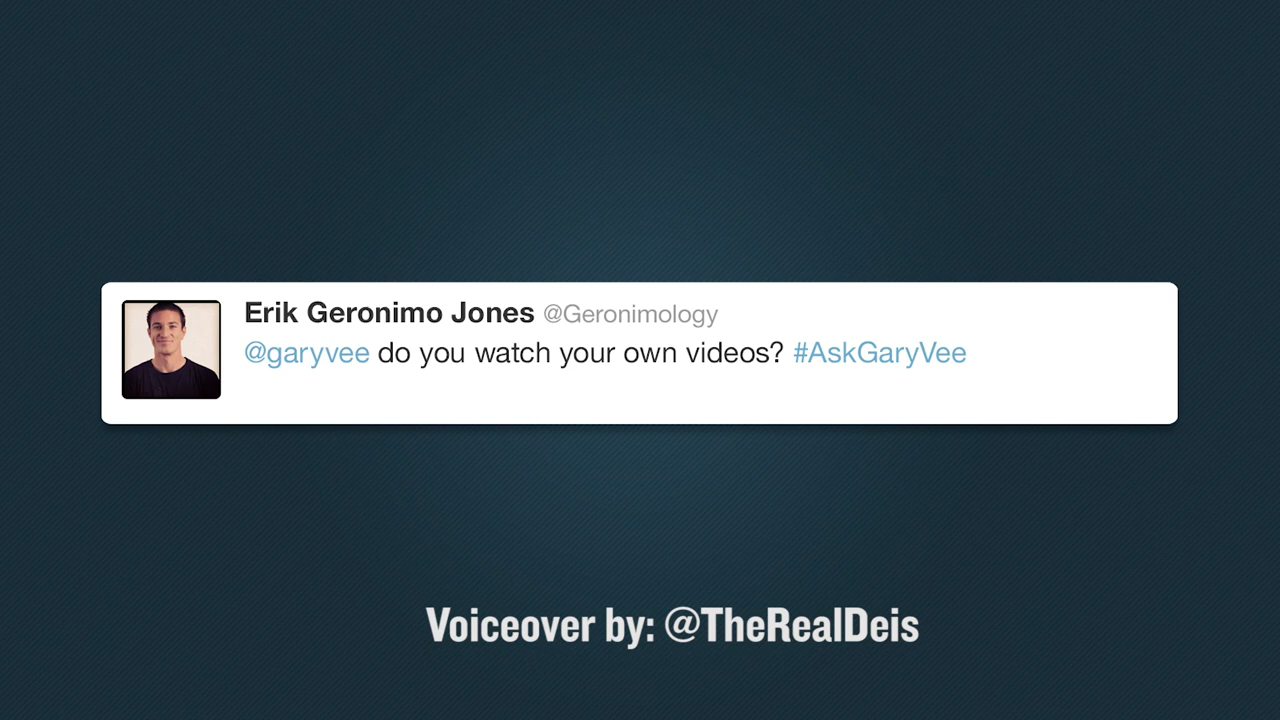 Erik Geronimo Jones @Geronimology
@garyvee do you watch your own videos? #AskGaryVee
Voiceover by: @TheRealDeis